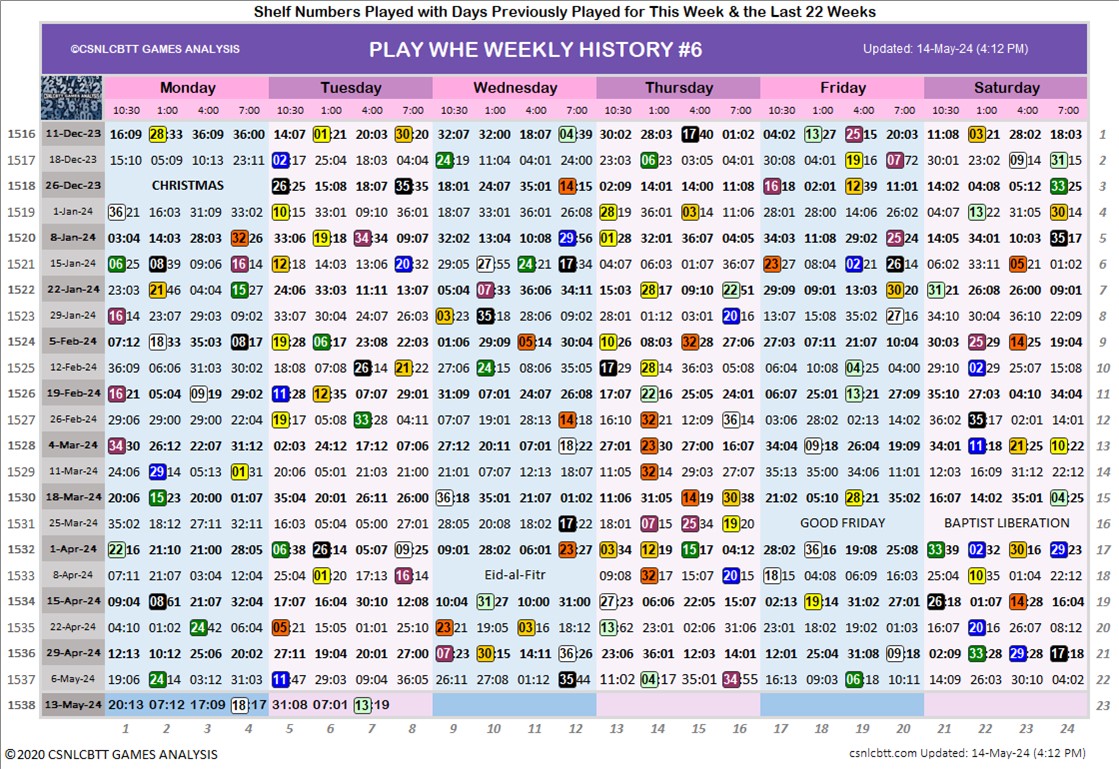 Shelf Numbers Played with Days Previously Played for This Week & the Last 22 Weeks
©CSNLCBTT GAMES ANALYSIS PLAY WHE WEEKLY HISTORY #6 Updated: 14-May-24 (4:12 PM)
Monday Tuesday Wednesday Thursday Friday Saturday
10:30 1:00 4:00 7:00 10:30 1:00 4:00 7:00 10:30 1:00 4:00 7:00 10:30 1:00 4:00 7:00 10:30 1:00 4:00 7:00 10:30 1:00 4:00 7:00
1516 11-Dec-23 16:09 28:33 36:09 36:00 14:07 01:21 20:03 30:20 32:07 32:00 18:07 04:39 30:02 28:03 17:40 01:02 04:02 13:27 25:15 20:03 11:08 03:21 28:02 18:03 1
1517 18-Dec-23 15:10 05:09 10:13 23:11 02:17 25:04 18:03 04:02 24:19 11:04 04:01 24:00 23:03 06:23 03:05 04:01 30:08 04:01 19:16 07:72 30:01 23:02 09:14 31:15 2
1518 26-Dec-23 CHRISTMAS 26:25 15:08 18:07 35:35 18:01 24:07 35:01 14:15 02:09 14:01 14:00 11:08 16:18 02:01 12:39 11:01 14:02 04:08 05:12 33:25 3
1519 1-Jan-24 36:21 16:03 31:09 33:02 10:15 33:01 09:10 36:01 18:07 33:01 36:01 26:08 28:19 36:01 03:14 11:06 28:01 28:00 14:06 26:02 04:07 13:22 31:05 30:14 4
1520 8-Jan-24 03:04 14:03 28:03 32:26 33:06 19:18 34:34 09:07 32:02 13:04 10:08 29:56 01:28 32:01 36:07 04:05 34:03 11:08 29:02 25:24 14:05 34:01 10:03 35:17 5
1521 15-Jan-24 06:25 08:39 09:06 16:14 12:18 14:03 13:06 20:32 29:05 27:55 24:21 17:34 04:07 06:03 01:07 36:07 23:27 08:04 02:21 26:14 06:02 33:11 05:21 01:02 6
1522 22-Jan-24 23:03 21:46 04:04 15:27 24:06 33:03 11:11 13:07 05:04 07:33 36:06 34:11 15:03 28:17 09:10 22:51 29:09 09:01 13:03 30:20 31:21 26:08 26:00 09:01 7
1523 29-Jan-24 16:14 23:07 29:03 09:02 33:07 30:04 24:07 26:03 03:23 35:18 28:06 09:02 28:01 01:12 03:01 20:16 13:07 15:08 35:02 27:16 34:10 30:04 36:10 22:09 8
1524 5-Feb-24 07:12 18:33 35:03 08:17 19:28 06:17 23:08 22:03 01:06 29:09 05:14 30:04 10:26 08:03 32:28 27:06 27:03 07:11 21:07 10:04 22:03 25:29 14:25 19:04 9
1525 12-Feb-24 36:09 06:06 31:03 30:02 18:08 07:08 26:14 21:22 27:06 24:15 08:06 35:05 17:29 28:14 36:03 05:08 06:04 10:08 04:25 04:00 29:10 02:29 25:07 15:08 10
1526 19-Feb-24 16:21 05:04 09:19 29:02 11:28 12:35 04:07 01:08 31:09 07:01 24:07 26:08 17:07 22:16 25:05 24:01 06:07 25:01 13:21 27:09 35:10 27:03 04:10 34:04 11
1527 26-Feb-24 29:06 29:00 29:00 22:04 19:17 05:08 33:28 04:11 07:07 19:01 28:13 14:18 16:10 32:21 12:09 36:14 03:08 18:02 02:13 14:02 36:02 35:17 02:01 14:01 12
1528 4-Mar-24 34:30 26:12 22:07 31:12 02:03 24:12 17:12 07:06 27:12 20:11 07:01 18:22 27:01 23:30 27:00 16:07 34:04 09:18 26:04 19:09 34:01 11:18 21:25 10:22 13
1529 11-Mar-24 24:06 29:14 05:13 01:31 20:06 05:01 21:03 21:00 21:01 07:07 12:13 18:07 11:05 32:14 29:03 27:07 35:13 35:00 14:06 11:01 12:03 16:09 31:12 22:12 14
1530 18-Mar-24 20:06 15:23 20:00 01:07 35:04 20:01 26:11 26:00 36:18 35:01 21:07 01:02 11:06 31:05 14:19 30:38 21:02 05:10 28:21 35:02 16:07 14:02 35:01 04:25 15
1531 25-Mar-24 35:02 18:12 27:11 32:11 16:03 05:04 05:00 27:01 28:05 20:08 18:02 17:22 18:01 07:15 25:34 19:20 GOOD FRIDAY BAPTIST LIBERATION 16
1532 1-Apr-24 22:16 21:10 21:00 28:05 06:38 26:14 05:07 09:25 09:01 28:02 06:01 23:27 03:34 12:19 15:17 04:12 28:02 36:16 19:08 25:08 33:39 02:32 30:16 29:23 17
1533 8-Apr-24 07:11 21:07 03:04 12:04 25:04 01:20 17:13 16:14 Eid-al-Fitr 09:08 32:17 15:07 20:15 18:15 04:08 06:09 16:03 25:04 10:35 01:04 22:12 18
1534 15-Apr-24 09:04 08:61 21:07 32:04 17:07 16:04 30:10 12:08 10:04 31:27 10:00 31:00 27:23 06:06 22:05 15:07 02:13 19:14 31:02 27:01 26:18 01:07 14:28 16:04 19
1535 22-Apr-24 04:10 01:02 24:42 06:04 05:21 15:05 01:01 25:10 23:21 19:05 03:16 18:12 13:62 23:01 02:06 31:06 23:01 18:02 19:02 22:03 16:07 20:16 26:07 08:12 20
1536 29-Apr-24 12:13 10:12 25:06 20:02 27:11 19:04 20:01 27:00 07:23 30:15 14:11 36:26 23:06 36:01 12:03 14:01 12:01 25:04 31:08 09:18 02:09 33:28 29:28 17:18 21
1537 6-May-24 19:06 24:14 03:12 31:03 11:47 29:03 09:04 36:05 26:11 27:08 01:12 35:44 11:02 04:17 35:01 34:55 16:13 09:03 06:18 10:11 14:09 26:03 30:10 04:02 22
1538 13-May-24 20:13 07:12 17:09 18:17 31:08 07:01 13:19 23
1 2 3 4 5 6 7 8 9 10 11 12 13 14 15 16 17 18 19 20 21 22 23 24
©2020 CSNLCBTT GAMES ANALYSIS csnlcbtt.com Updated: 14-May-24 (4:12 PM)